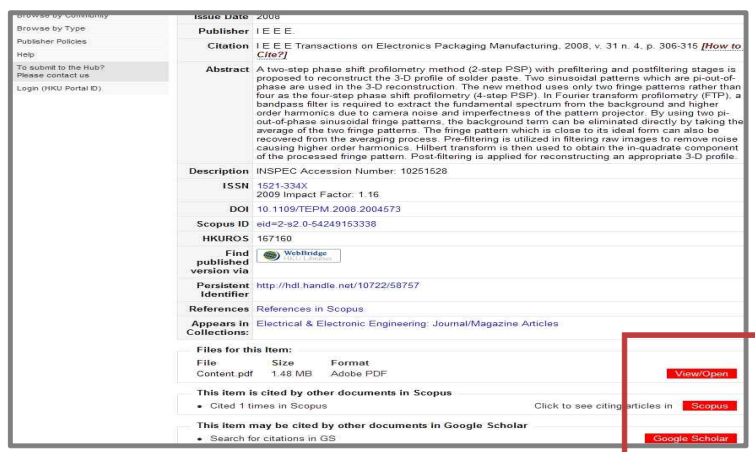 Browse by Community
Browse by Type
Publisher Policies
Help
To submit to the Hub?
Please contact us
Login (HKU Portal ID)
Issue Date 2008
Publisher I E E E.
Citation I E E E Transactions on Electronics Packaging Manufacturing, 2008, v. 31 n. 4, p. 306-315 [How to
Cite?]
Abstract A two-step phase shift profilometry method (2-step PSP) with prefiltering and postfiltering stages is
proposed to reconstruct the 3-D profile of solder paste. Two sinusoidal patterns which are pi-out-of-
phase are used in the 3-D reconstruction. The new method uses only two fringe patterns rather than
four as the four-step phase shift profilometry (4-step PSP). In Fourier transform profilometry (FTP), a
bandpass filter is required to extract the fundamental spectrum from the background and higher
order harmonics due to camera noise and imperfectness of the pattern projector. By using two pi-
out-of-phase sinusoidal fringe patterns, the background term can be eliminated directly by taking the
average of the two fringe patterns. The fringe pattern which is close to its ideal form can also be
recovered from the averaging process. Pre-filtering is utilized in filtering raw images to remove noise
causing higher order harmonics. Hilbert transform is then used to obtain the in-quadrate component
of the processed fringe pattern. Post-filtering is applied for reconstructing an appropriate 3-D profile.
Description INSPEC Accession Number: 10251528
ISSN 1521-334X
2009 Impact Factor: 1.16
DOI 10.1109/TEPM.2008.2004573
Scopus ID eid=2-s2.0-54249153338
HKUROS 167160
Find
published
version via
WebBridge
HKU Libraries
Persistent
Identifier
http://hdl.handle.net/10722/58757
References References in Scopus
Appears in
Collections:
Electrical & Electronic Engineering: Journal/Magazine Articles
Files for this Item:
File Size Format
Content.pdf 1.48 MB Adobe PDF View/Open
This item is cited by other documents in Scopus
• Cited 1 times in Scopus Click to see citing articles in Scopus
This item may be cited by other documents in Google Scholar
• Search for citations in GS Google Scholar